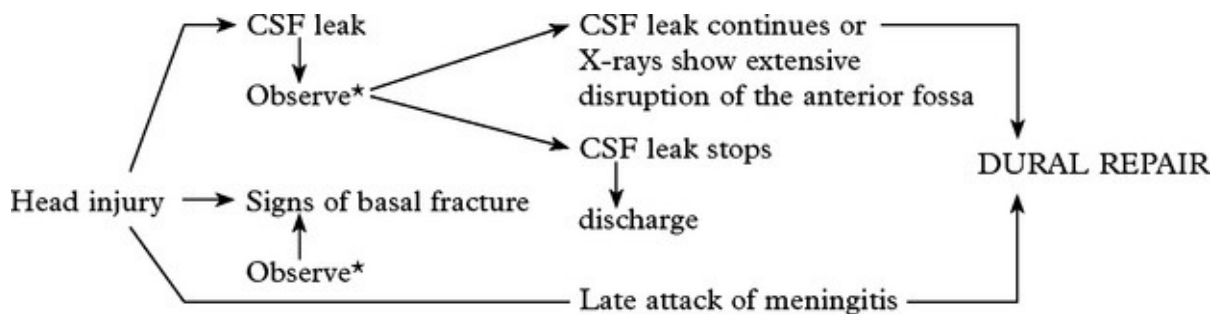 CSF leak
Observe*
CSF leak continues or
X-rays show extensive
disruption of the anterior fossa
CSF leak stops
discharge
DURAL REPAIR
Head injury
Signs of basal fracture
Observe*
Late attack of meningitis